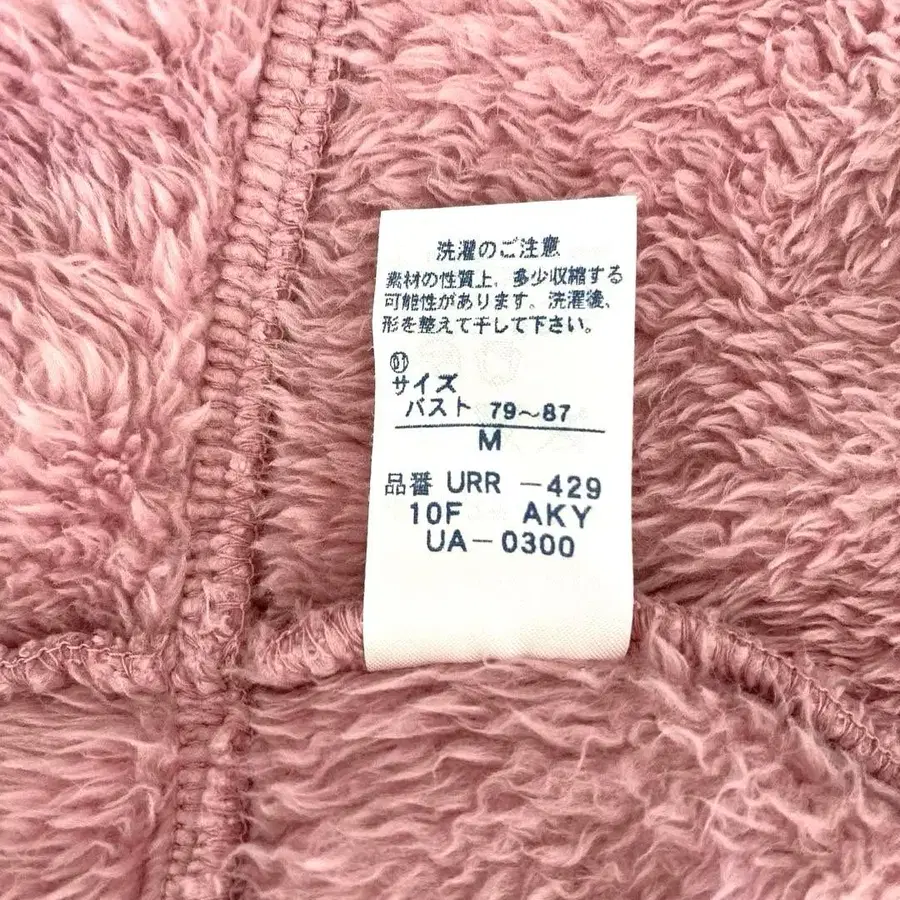 洗濯のご注意
素材の性質上、多少収縮する
可能性があります。洗濯後、
形を整えて干して下さい。
01
サイズ
バスト 79～87
M
品番 URR －429
10F AKY
UA－0300